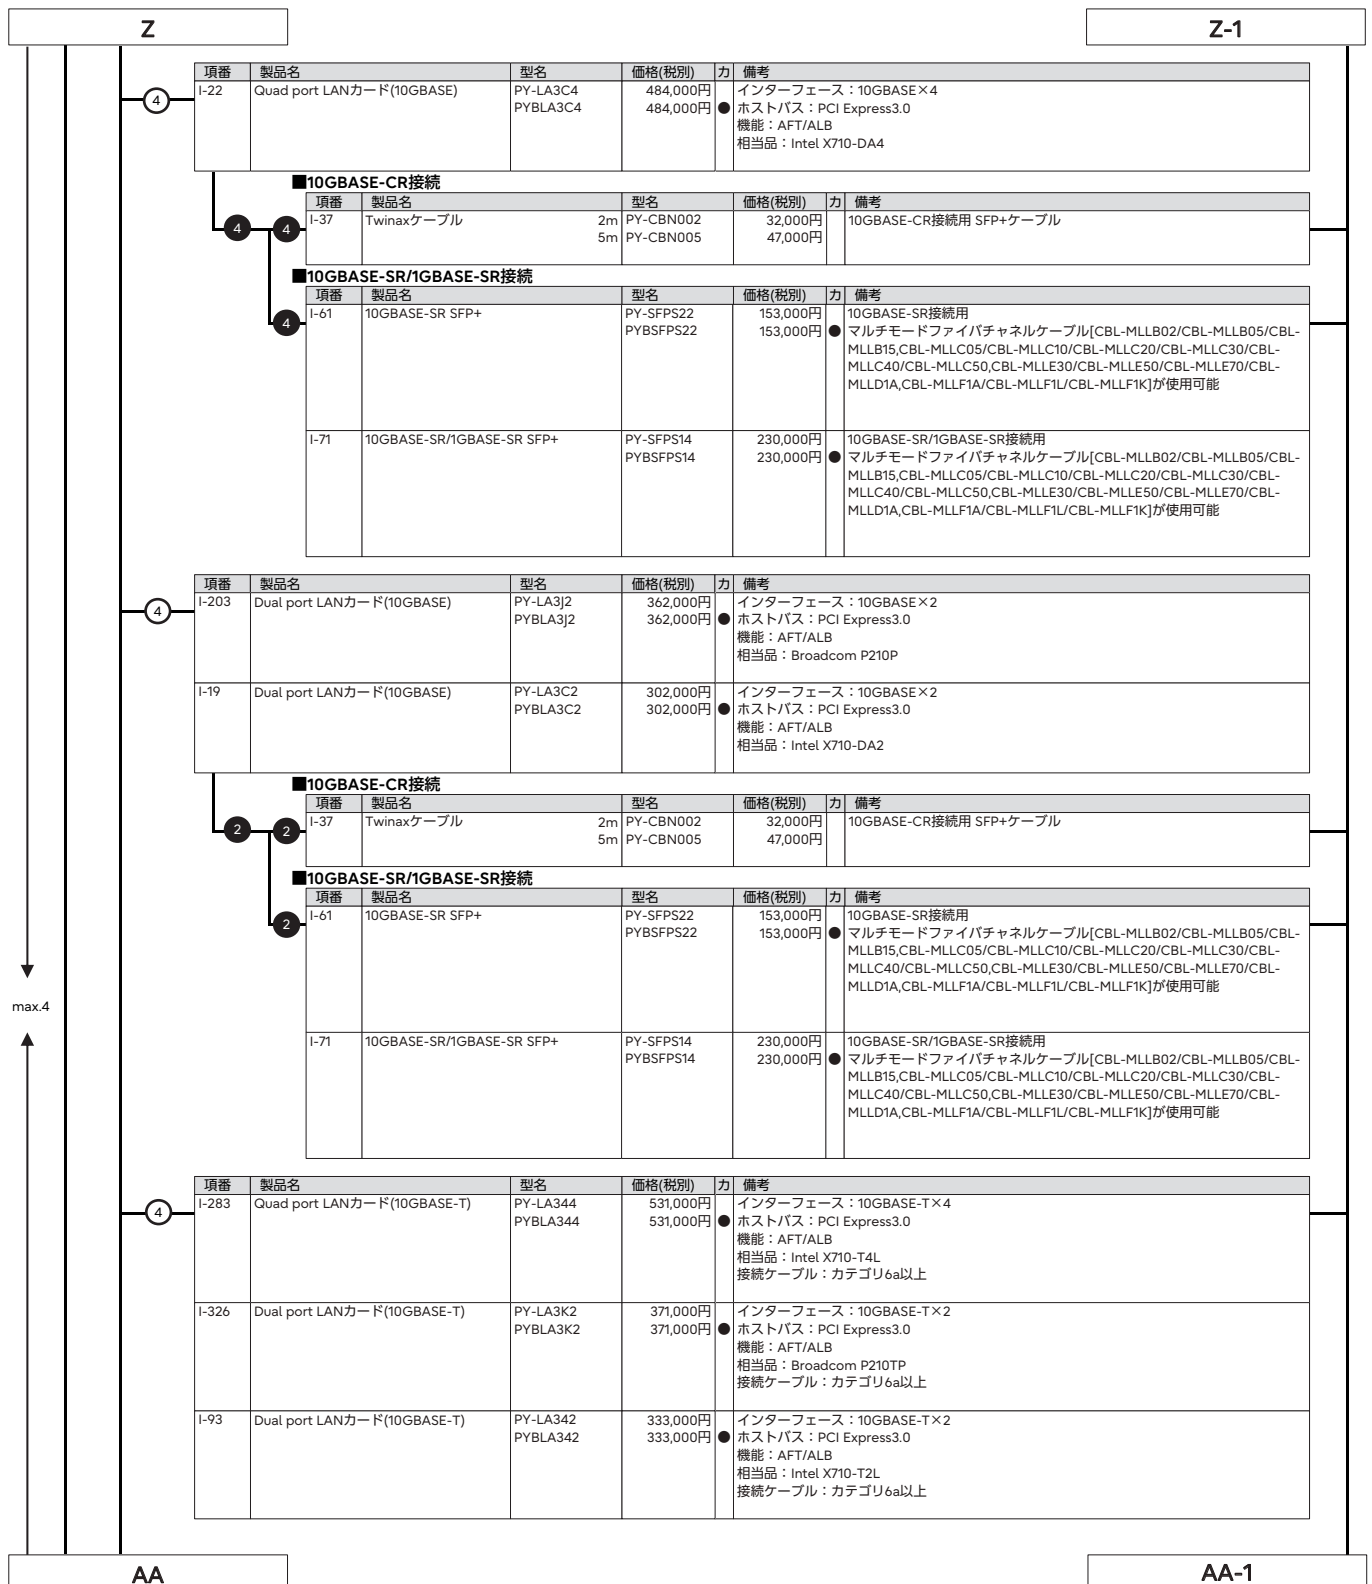 Z
Z-1
項番 製品名 型名 価格(税別) カ 備考
I-22 Quad port LANカード(10GBASE) PY-LA3C4 484,000円 インターフェース：10GBASE×4
PYBLA3C4 484,000円 ● ホストバス：PCI Express3.0
機能：AFT/ALB
相当品：Intel X710-DA4
4
■10GBASE-CR接続
項番 製品名 型名 価格(税別) カ 備考
I-37 Twinaxケーブル 2m PY-CBN002 32,000円 10GBASE-CR接続用 SFP+ケーブル
5m PY-CBN005 47,000円
4 4
■10GBASE-SR/1GBASE-SR接続
項番 製品名 型名 価格(税別) カ 備考
I-61 10GBASE-SR SFP+ PY-SFPS22 153,000円 10GBASE-SR接続用
PYBSFPS22 153,000円 ● マルチモードファイバチャネルケーブル[CBL-MLLB02/CBL-MLLB05/CBL-
MLLB15,CBL-MLLC05/CBL-MLLC10/CBL-MLLC20/CBL-MLLC30/CBL-
MLLC40/CBL-MLLC50,CBL-MLLE30/CBL-MLLE50/CBL-MLLE70/CBL-
MLLD1A,CBL-MLLF1A/CBL-MLLF1L/CBL-MLLF1K]が使用可能
4
I-71 10GBASE-SR/1GBASE-SR SFP+ PY-SFPS14 230,000円 10GBASE-SR/1GBASE-SR接続用
PYBSFPS14 230,000円 ● マルチモードファイバチャネルケーブル[CBL-MLLB02/CBL-MLLB05/CBL-
MLLB15,CBL-MLLC05/CBL-MLLC10/CBL-MLLC20/CBL-MLLC30/CBL-
MLLC40/CBL-MLLC50,CBL-MLLE30/CBL-MLLE50/CBL-MLLE70/CBL-
MLLD1A,CBL-MLLF1A/CBL-MLLF1L/CBL-MLLF1K]が使用可能
項番 製品名 型名 価格(税別) カ 備考
I-203 Dual port LANカード(10GBASE) PY-LA3J2 362,000円 インターフェース：10GBASE×2
PYBLA3J2 362,000円 ● ホストバス：PCI Express3.0
機能：AFT/ALB
相当品：Broadcom P210P
4
I-19 Dual port LANカード(10GBASE) PY-LA3C2 302,000円 インターフェース：10GBASE×2
PYBLA3C2 302,000円 ● ホストバス：PCI Express3.0
機能：AFT/ALB
相当品：Intel X710-DA2
■10GBASE-CR接続
項番 製品名 型名 価格(税別) カ 備考
I-37 Twinaxケーブル 2m PY-CBN002 32,000円 10GBASE-CR接続用 SFP+ケーブル
5m PY-CBN005 47,000円
2 2
■10GBASE-SR/1GBASE-SR接続
項番 製品名 型名 価格(税別) カ 備考
I-61 10GBASE-SR SFP+ PY-SFPS22 153,000円 10GBASE-SR接続用
PYBSFPS22 153,000円 ● マルチモードファイバチャネルケーブル[CBL-MLLB02/CBL-MLLB05/CBL-
MLLB15,CBL-MLLC05/CBL-MLLC10/CBL-MLLC20/CBL-MLLC30/CBL-
MLLC40/CBL-MLLC50,CBL-MLLE30/CBL-MLLE50/CBL-MLLE70/CBL-
MLLD1A,CBL-MLLF1A/CBL-MLLF1L/CBL-MLLF1K]が使用可能
2
max.4
I-71 10GBASE-SR/1GBASE-SR SFP+ PY-SFPS14 230,000円 10GBASE-SR/1GBASE-SR接続用
PYBSFPS14 230,000円 ● マルチモードファイバチャネルケーブル[CBL-MLLB02/CBL-MLLB05/CBL-
MLLB15,CBL-MLLC05/CBL-MLLC10/CBL-MLLC20/CBL-MLLC30/CBL-
MLLC40/CBL-MLLC50,CBL-MLLE30/CBL-MLLE50/CBL-MLLE70/CBL-
MLLD1A,CBL-MLLF1A/CBL-MLLF1L/CBL-MLLF1K]が使用可能
項番 製品名 型名 価格(税別) カ 備考
I-283 Quad port LANカード(10GBASE-T) PY-LA344 531,000円 インターフェース：10GBASE-T×4
PYBLA344 531,000円 ● ホストバス：PCI Express3.0
機能：AFT/ALB
相当品：Intel X710-T4L
接続ケーブル：カテゴリ6a以上
4
I-326 Dual port LANカード(10GBASE-T) PY-LA3K2 371,000円 インターフェース：10GBASE-T×2
PYBLA3K2 371,000円 ● ホストバス：PCI Express3.0
機能：AFT/ALB
相当品：Broadcom P210TP
接続ケーブル：カテゴリ6a以上
I-93 Dual port LANカード(10GBASE-T) PY-LA342 333,000円 インターフェース：10GBASE-T×2
PYBLA342 333,000円 ● ホストバス：PCI Express3.0
機能：AFT/ALB
相当品：Intel X710-T2L
接続ケーブル：カテゴリ6a以上
AA
AA-1